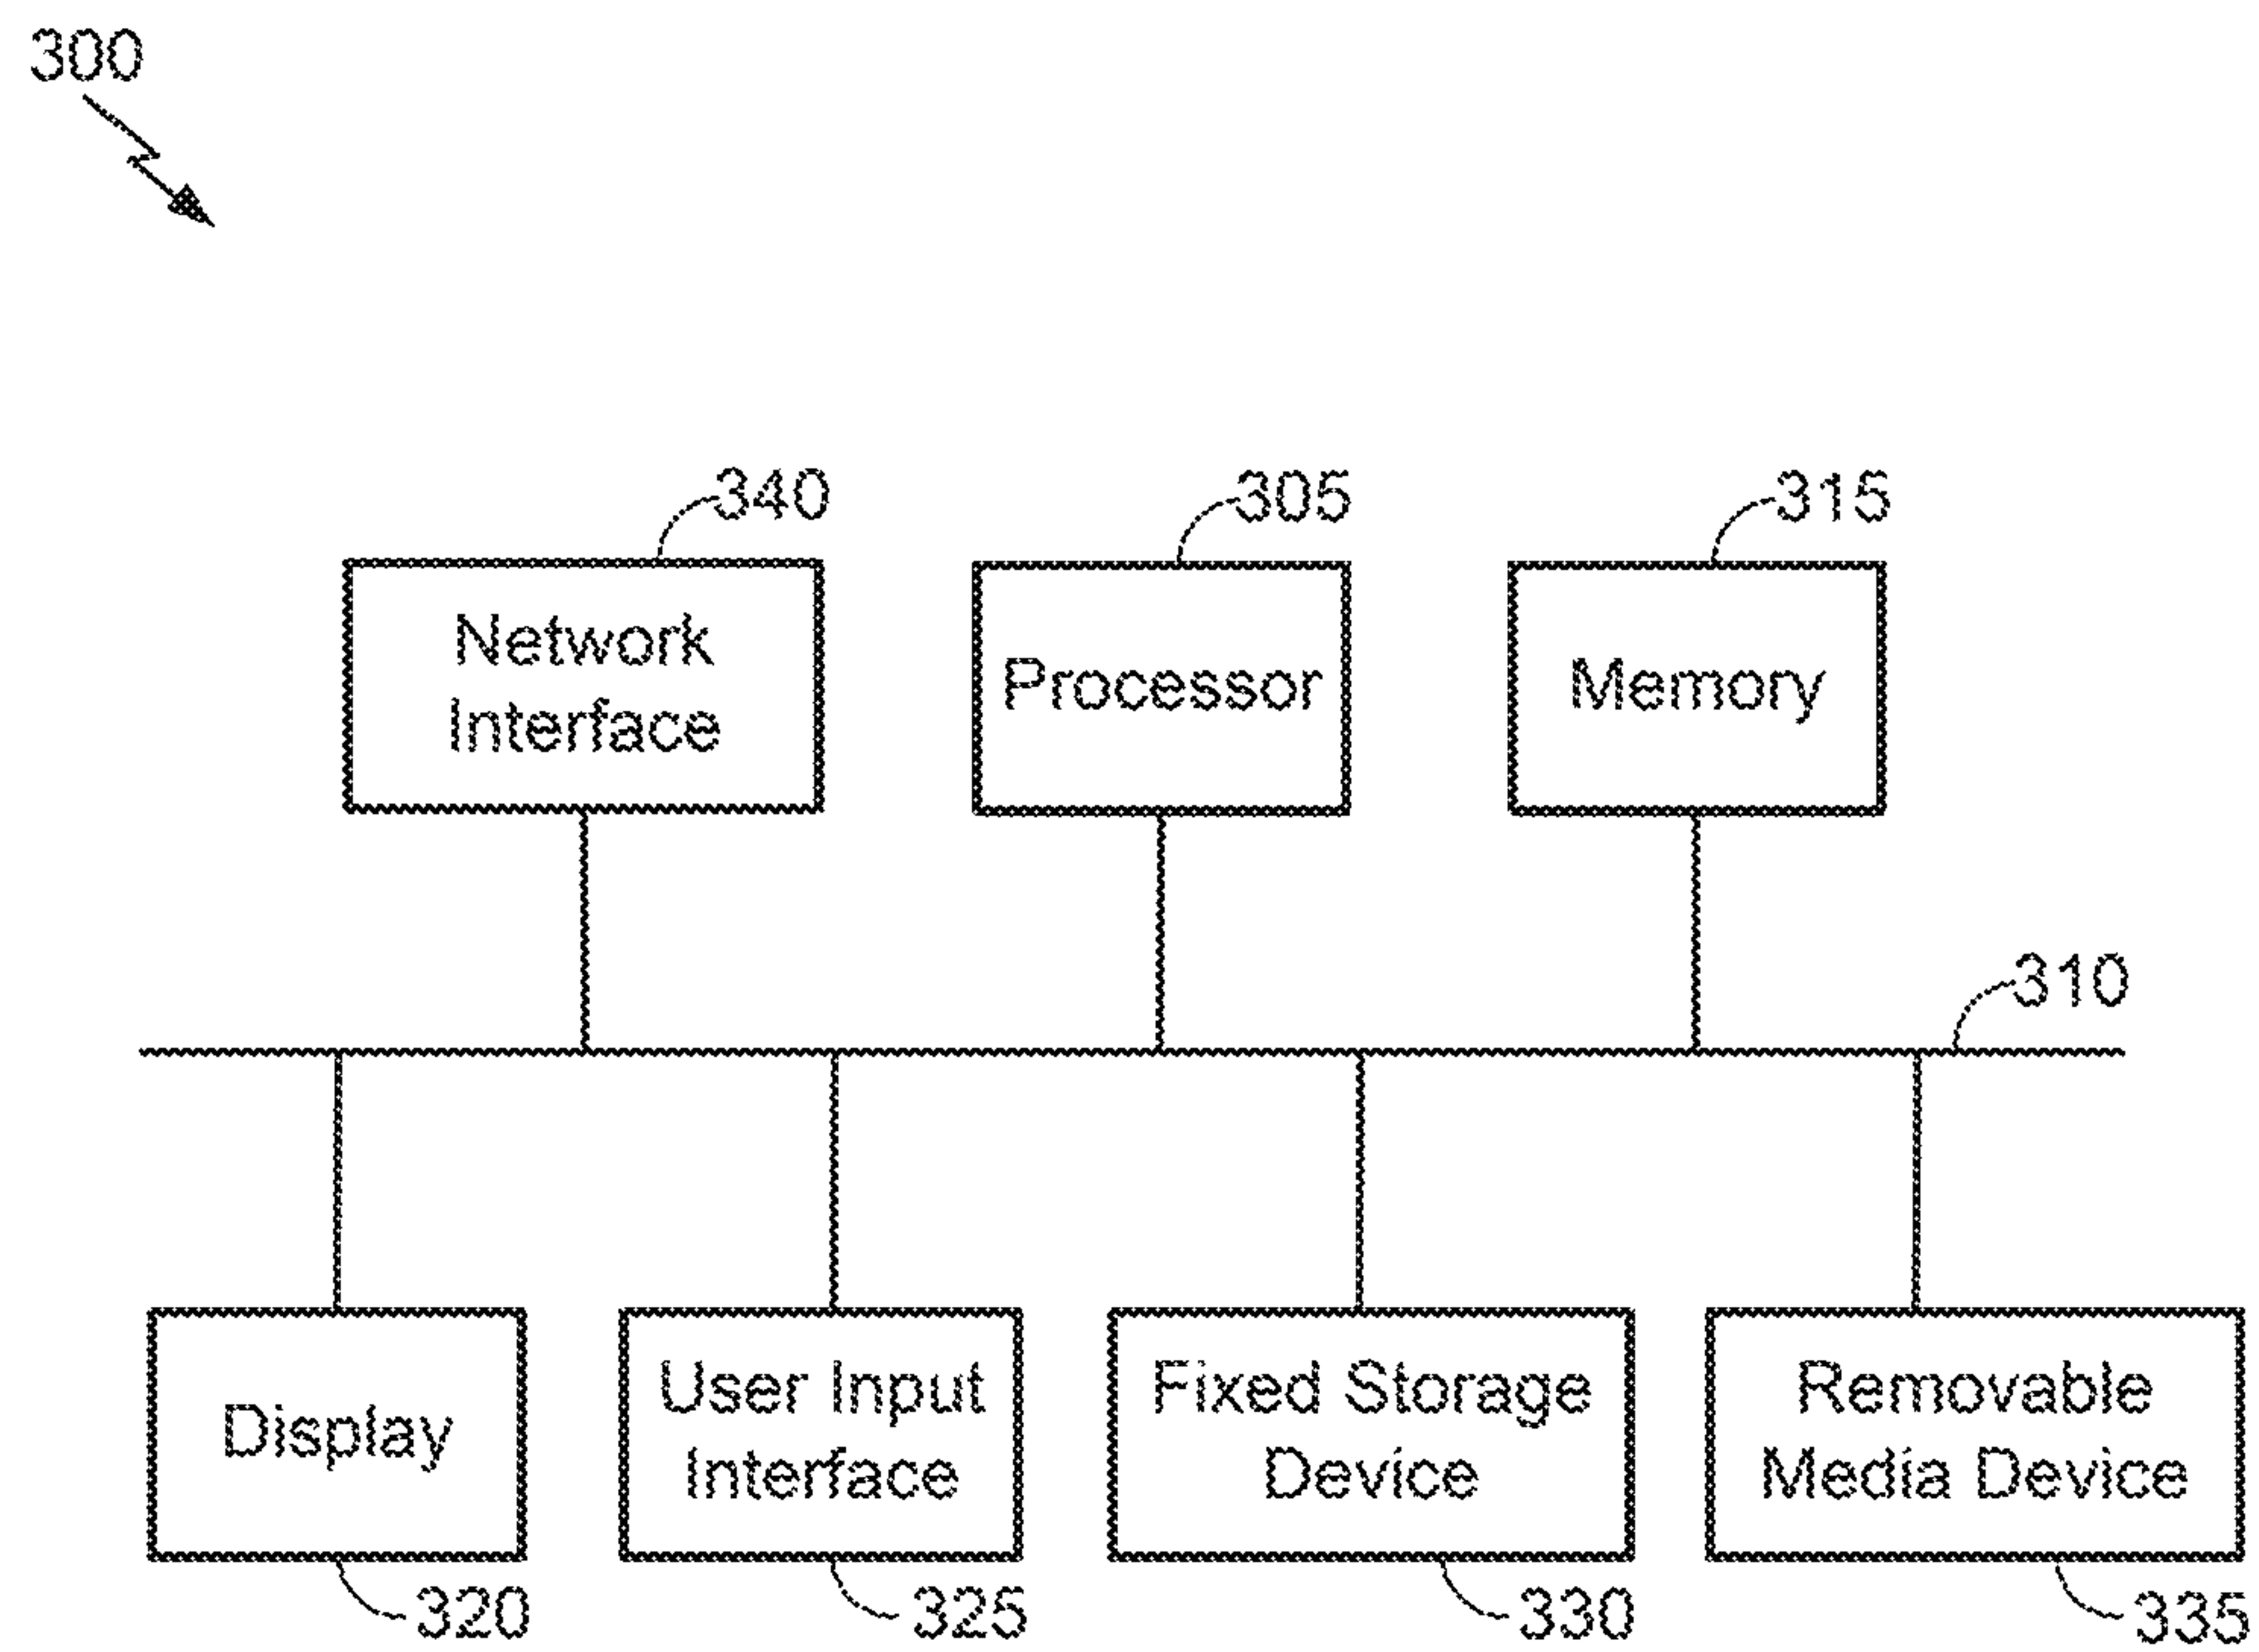 300
340
305
315
Network
Interface
Processor
Memory
310
Display
User Input
Interface
Fixed Storage
Device
Removable
Media Device
320
325
330
335